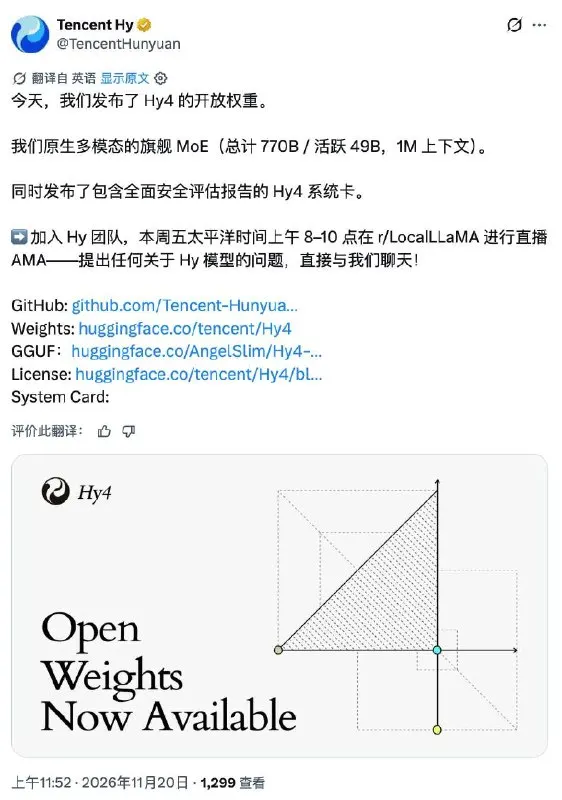 Tencent Hy
@TencentHunyuan
翻译自 英语 显示原文
今天，我们发布了 Hy4 的开放权重。
我们原生多模态的旗舰 MoE（总计 770B / 活跃 49B，1M 上下文）。
同时发布了包含全面安全评估报告的 Hy4 系统卡。
➡️加入 Hy 团队，本周五太平洋时间上午 8–10 点在 r/LocalLLaMA 进行直播
AMA——提出任何关于 Hy 模型的问题，直接与我们聊天！
GitHub: github.com/Tencent-Hunyua...
Weights: huggingface.co/tencent/Hy4
GGUF： huggingface.co/AngelSlim/Hy4-...
License: huggingface.co/tencent/Hy4/bl...
System Card:
评价此翻译：
Hy4
Open
Weights
Now Available
上午11:52 · 2026年11月20日 · 1,299 查看